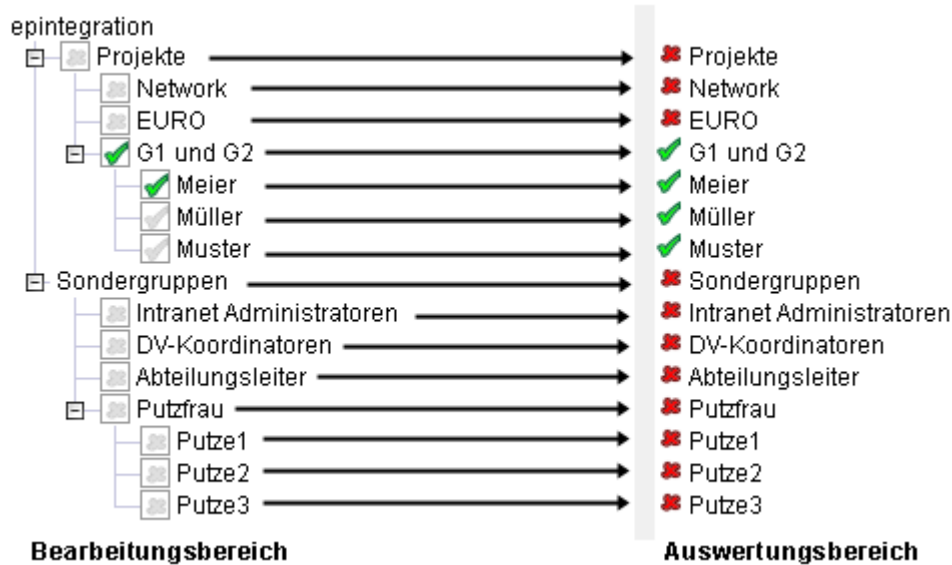 epintegration
Projekte Projekte
Network Network
EURO EURO
G1 und G2 G1 und G2
Meier Meier
Müller Müller
Muster Muster
Sondergruppen Sondergruppen
Intranet Administratoren Intranet Administratoren
DV-Koordinatoren DV-Koordinatoren
Abteilungsleiter Abteilungsleiter
Putzfrau Putzfrau
Putze1 Putze1
Putze2 Putze2
Putze3 Putze3
Bearbeitungsbereich Auswertungsbereich